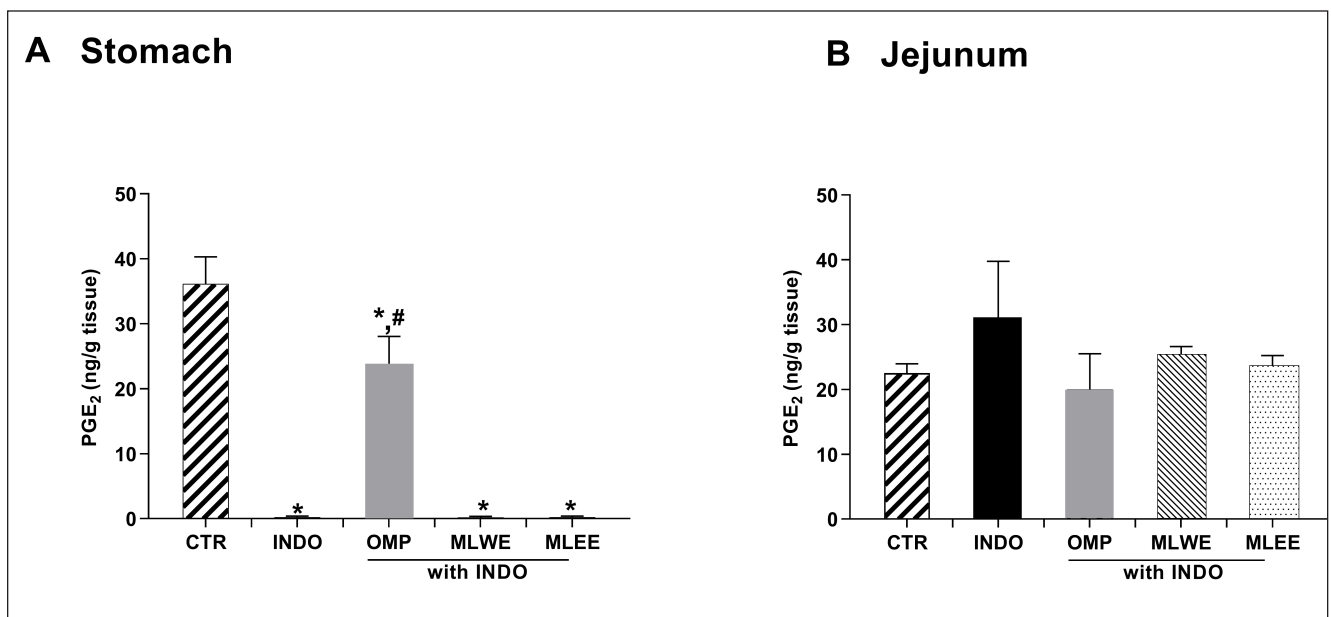 A Stomach
50
40
30
20
10
0
PGE2 (ng/g tissue)
*
*,#
*
*
CTR INDO OMP MLWE MLEE
with INDO
B Jejunum
50
40
30
20
10
0
PGE2 (ng/g tissue)
CTR INDO OMP MLWE MLEE
with INDO